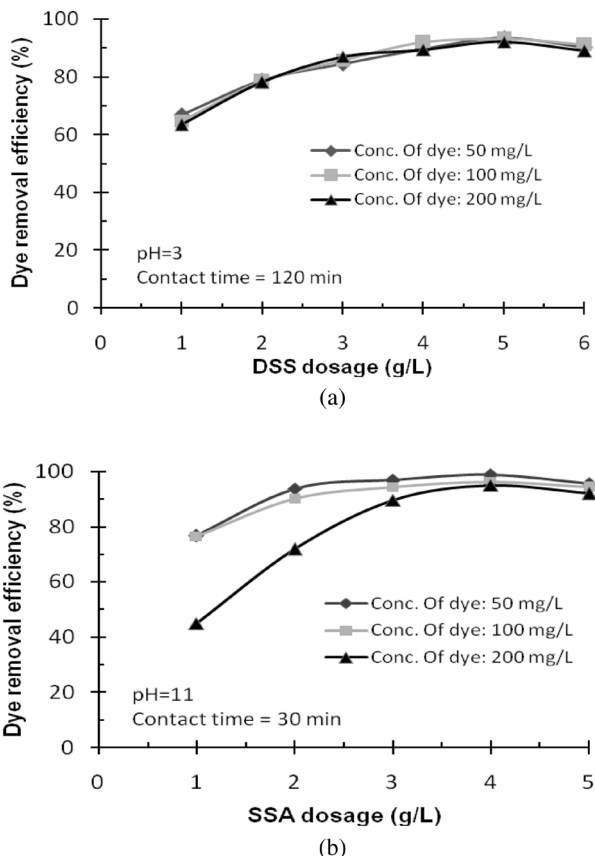 100
80
60
40
20
0
Dye removal efficiency (%)
Conc. Of dye: 50 mg/L
Conc. Of dye: 100 mg/L
Conc. Of dye: 200 mg/L
pH=3
Contact time = 120 min
0 1 2 3 4 5 6
DSS dosage (g/L)
(a)
100
80
60
40
20
0
Dye removal efficiency (%)
Conc. Of dye: 50 mg/L
Conc. Of dye: 100 mg/L
Conc. Of dye: 200 mg/L
pH=11
Contact time = 30 min
0 1 2 3 4 5
SSA dosage (g/L)
(b)